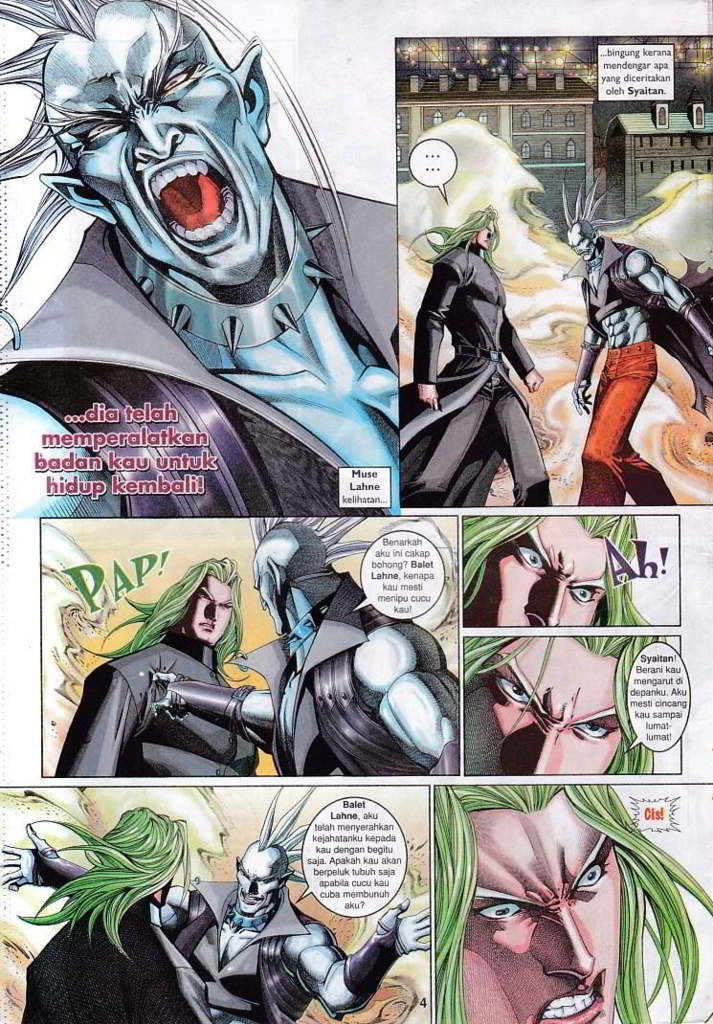 ...dia telah
memperalatkan
badan kau untuk
hidup kembali!
Muse
Lahne
kelihatan...
...bingung kerana
mendengar apa
yang diceritakan
oleh Syaitan.
...
...
PAP!
Benarkah
aku ini cakap
bohong? Balet
Lahne, kenapa
aku mesti
menipu cucu
kau!
Ah!
Syaitan!
Berani kau
mengarut di
depanku. Aku
mesti cincang
kau sampai
lumat-
lumat!
Balet
Lahne, aku
telah menyerahkan
kejahatanku kepada
kau dengan begitu
saja. Apakah kau akan
berpeluk tubuh saja
apabila cucu kau
cuba membunuh
aku?
Cis!
4